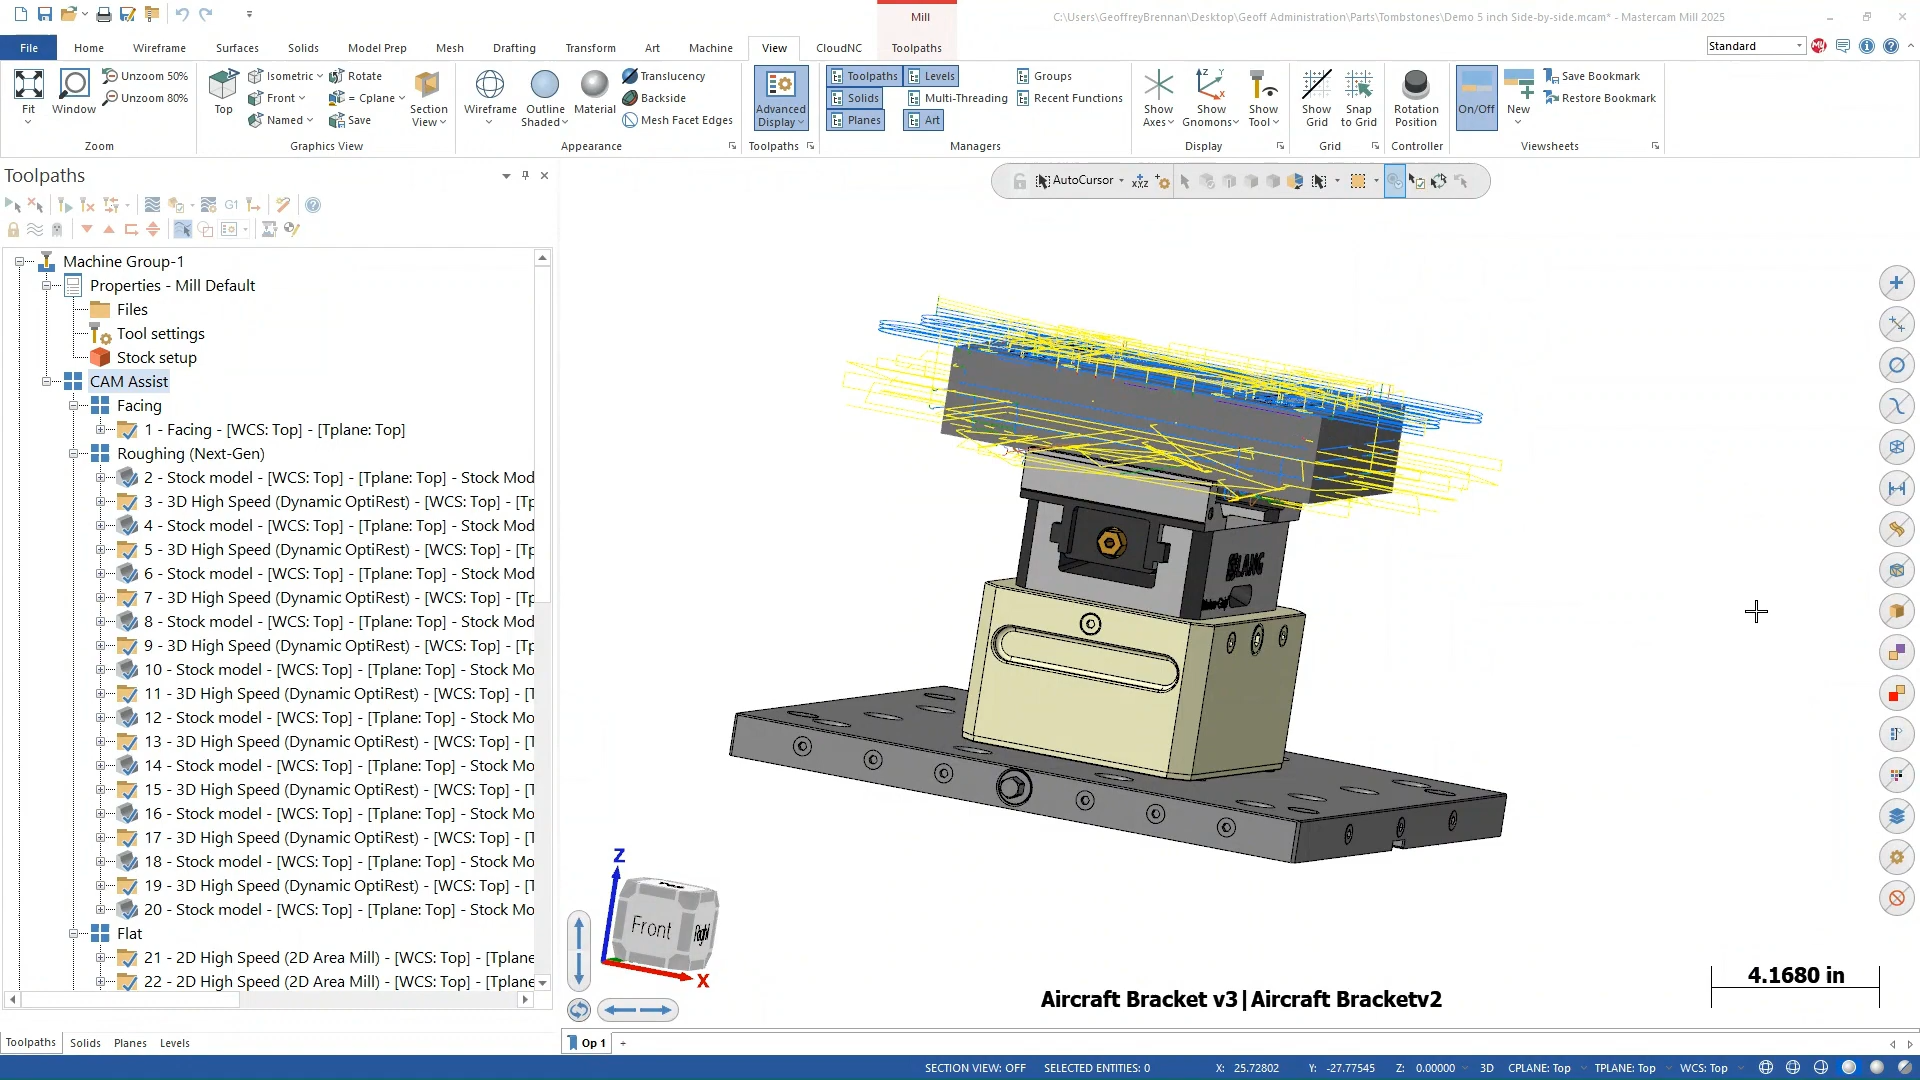 Mill
C:\Users\GeoffreyBrennan\Desktop\Geoff Administration\Parts\Tombstones\Demo 5 inch Side-by-side.mcam* - Mastercam Mill 2025
File Home Wireframe Surfaces Solids Model Prep Mesh Drafting Transform Art Machine View CloudNC Toolpaths
Standard
Fit
Window
Unzoom 50%
Unzoom 80%
Zoom
Top
Isometric
Front
Named
Rotate
= Cplane
Save
Section View
Graphics View
Wireframe
Outline Shaded
Material
Translucency
Backside
Mesh Facet Edges
Appearance
Advanced Display
Toolpaths
Toolpaths
Solids
Planes
Levels
Multi-Threading
Art
Groups
Recent Functions
Managers
Show Axes
Show Gnomons
Show Tool
Display
Show Grid
Snap to Grid
Grid
Rotation Position
Controller
On/Off
New
Save Bookmark
Restore Bookmark
Viewsheets
Toolpaths
AutoCursor
XYZ
G1
Machine Group-1
Properties - Mill Default
Files
Tool settings
Stock setup
CAM Assist
Facing
1 - Facing - [WCS: Top] - [Tplane: Top]
Roughing (Next-Gen)
2 - Stock model - [WCS: Top] - [Tplane: Top] - Stock Mod
3 - 3D High Speed (Dynamic OptiRest) - [WCS: Top] - [Tp
4 - Stock model - [WCS: Top] - [Tplane: Top] - Stock Mod
5 - 3D High Speed (Dynamic OptiRest) - [WCS: Top] - [Tp
6 - Stock model - [WCS: Top] - [Tplane: Top] - Stock Mod
7 - 3D High Speed (Dynamic OptiRest) - [WCS: Top] - [Tp
8 - Stock model - [WCS: Top] - [Tplane: Top] - Stock Mod
9 - 3D High Speed (Dynamic OptiRest) - [WCS: Top] - [Tp
10 - Stock model - [WCS: Top] - [Tplane: Top] - Stock Mo
11 - 3D High Speed (Dynamic OptiRest) - [WCS: Top] - [T
12 - Stock model - [WCS: Top] - [Tplane: Top] - Stock Mo
13 - 3D High Speed (Dynamic OptiRest) - [WCS: Top] - [T
14 - Stock model - [WCS: Top] - [Tplane: Top] - Stock Mo
15 - 3D High Speed (Dynamic OptiRest) - [WCS: Top] - [T
16 - Stock model - [WCS: Top] - [Tplane: Top] - Stock Mo
17 - 3D High Speed (Dynamic OptiRest) - [WCS: Top] - [T
18 - Stock model - [WCS: Top] - [Tplane: Top] - Stock Mo
19 - 3D High Speed (Dynamic OptiRest) - [WCS: Top] - [T
20 - Stock model - [WCS: Top] - [Tplane: Top] - Stock Mo
Flat
21 - 2D High Speed (2D Area Mill) - [WCS: Top] - [Tplane
22 - 2D High Speed (2D Area Mill) - [WCS: Top] - [Tplane
LANG
Z
Front
Right
X
4.1680 in
Aircraft Bracket v3|Aircraft Bracketv2
Toolpaths Solids Planes Levels
Op 1
+
SECTION VIEW: OFF SELECTED ENTITIES: 0 X: 25.72802 Y: -27.77545 Z: 0.00000 3D CPLANE: Top TPLANE: Top WCS: Top